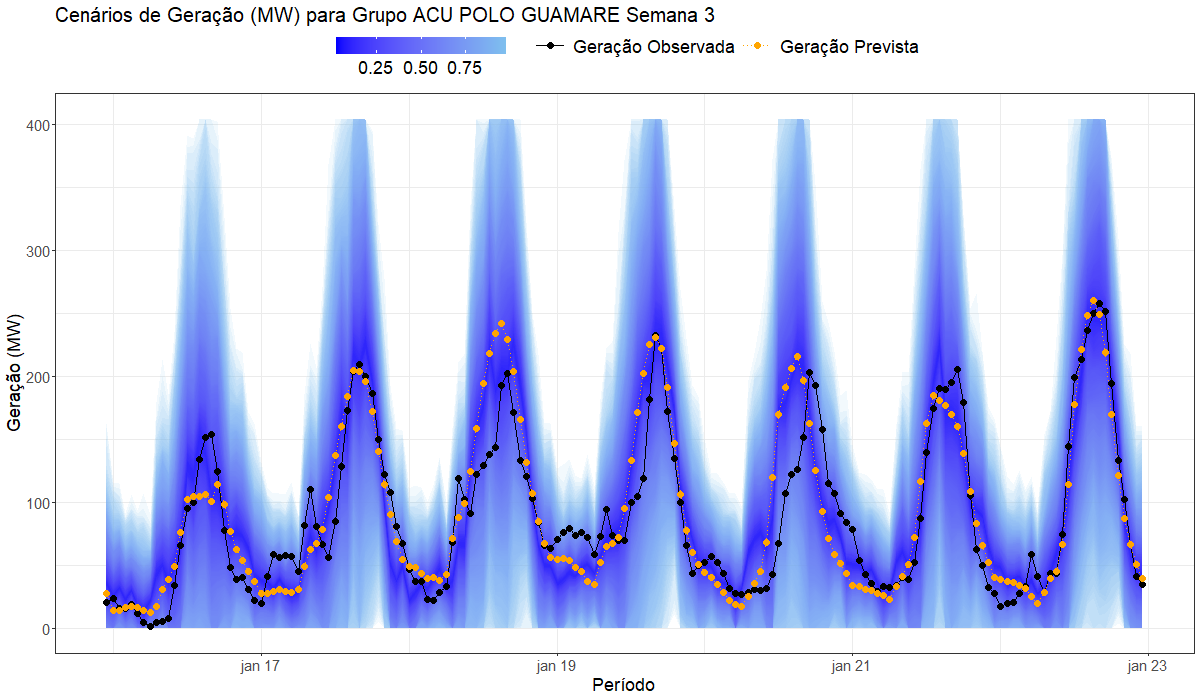 Cenários de Geração (MW) para Grupo ACU POLO GUAMARE Semana 3
0.25 0.50 0.75 Geração Observada Geração Prevista
Geração (MW)
400
300
200
100
0
jan 17 jan 19 jan 21 jan 23
Período